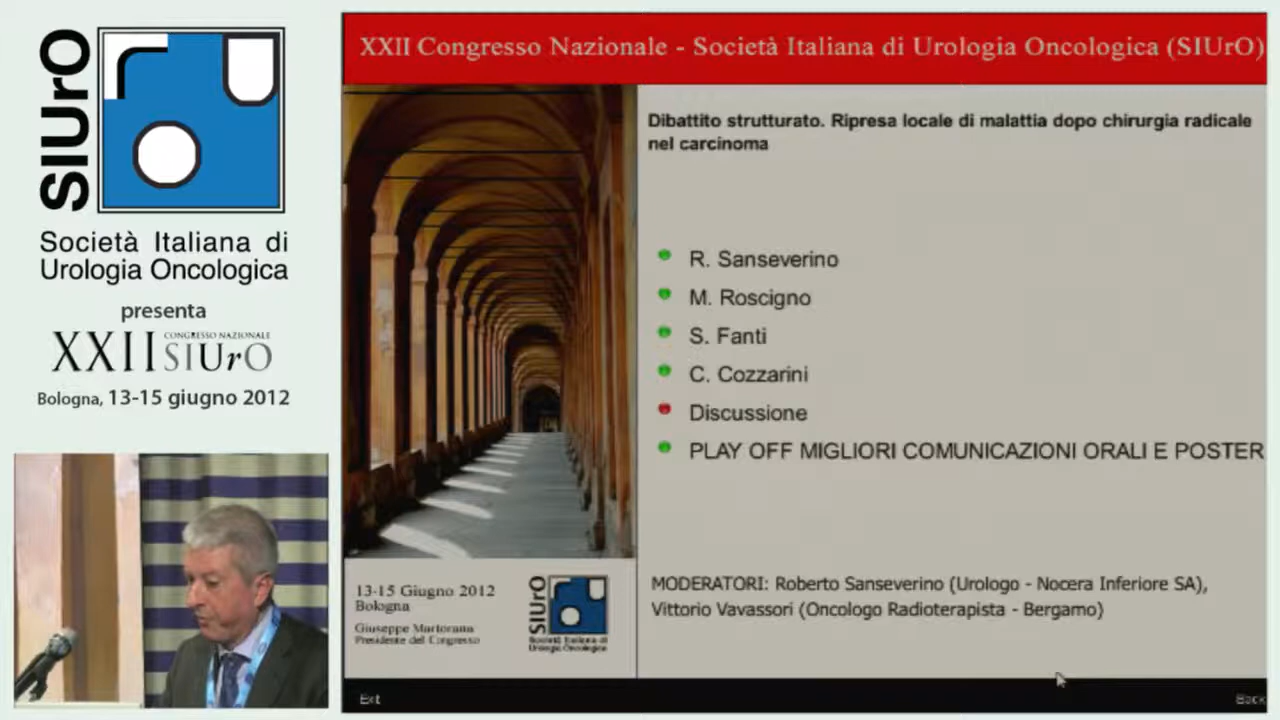 SIUrO
Società Italiana di
Urologia Oncologica
presenta
XXII CONGRESSO NAZIONALE
SIUrO
Bologna, 13-15 giugno 2012
XXII Congresso Nazionale - Società Italiana di Urologia Oncologica (SIUrO)
Dibattito strutturato. Ripresa locale di malattia dopo chirurgia radicale
nel carcinoma
R. Sanseverino
M. Roscigno
S. Fanti
C. Cozzarini
Discussione
PLAY OFF MIGLIORI COMUNICAZIONI ORALI E POSTER
MODERATORI: Roberto Sanseverino (Urologo - Nocera Inferiore SA),
Vittorio Vavassori (Oncologo Radioterapista - Bergamo)
13-15 Giugno 2012
Bologna
Giuseppe Martorana
Presidente del Congresso
SIUrO
Società Italiana di
Urologia Oncologica
Exit
Back